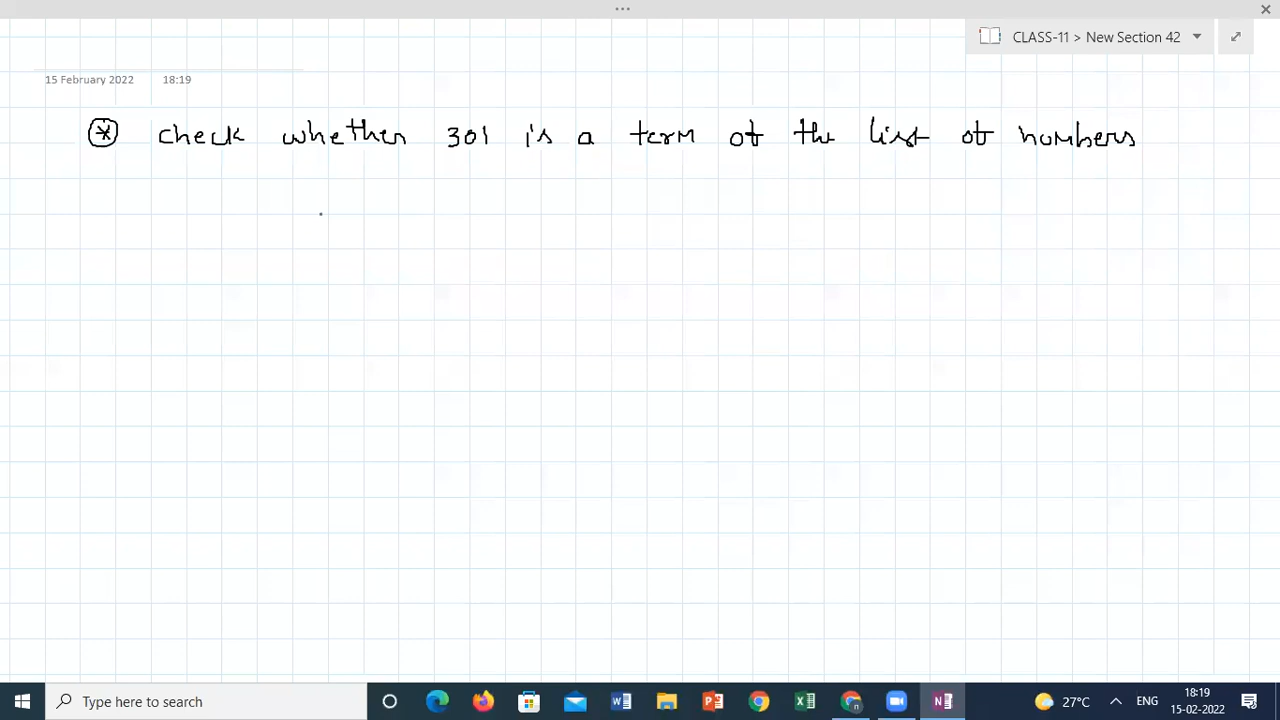 CLASS-11 > New Section 42
15 February 2022 18:19
* check whether 301 is a term of the list of numbers
Type here to search
27°C ENG 18:19
15-02-2022